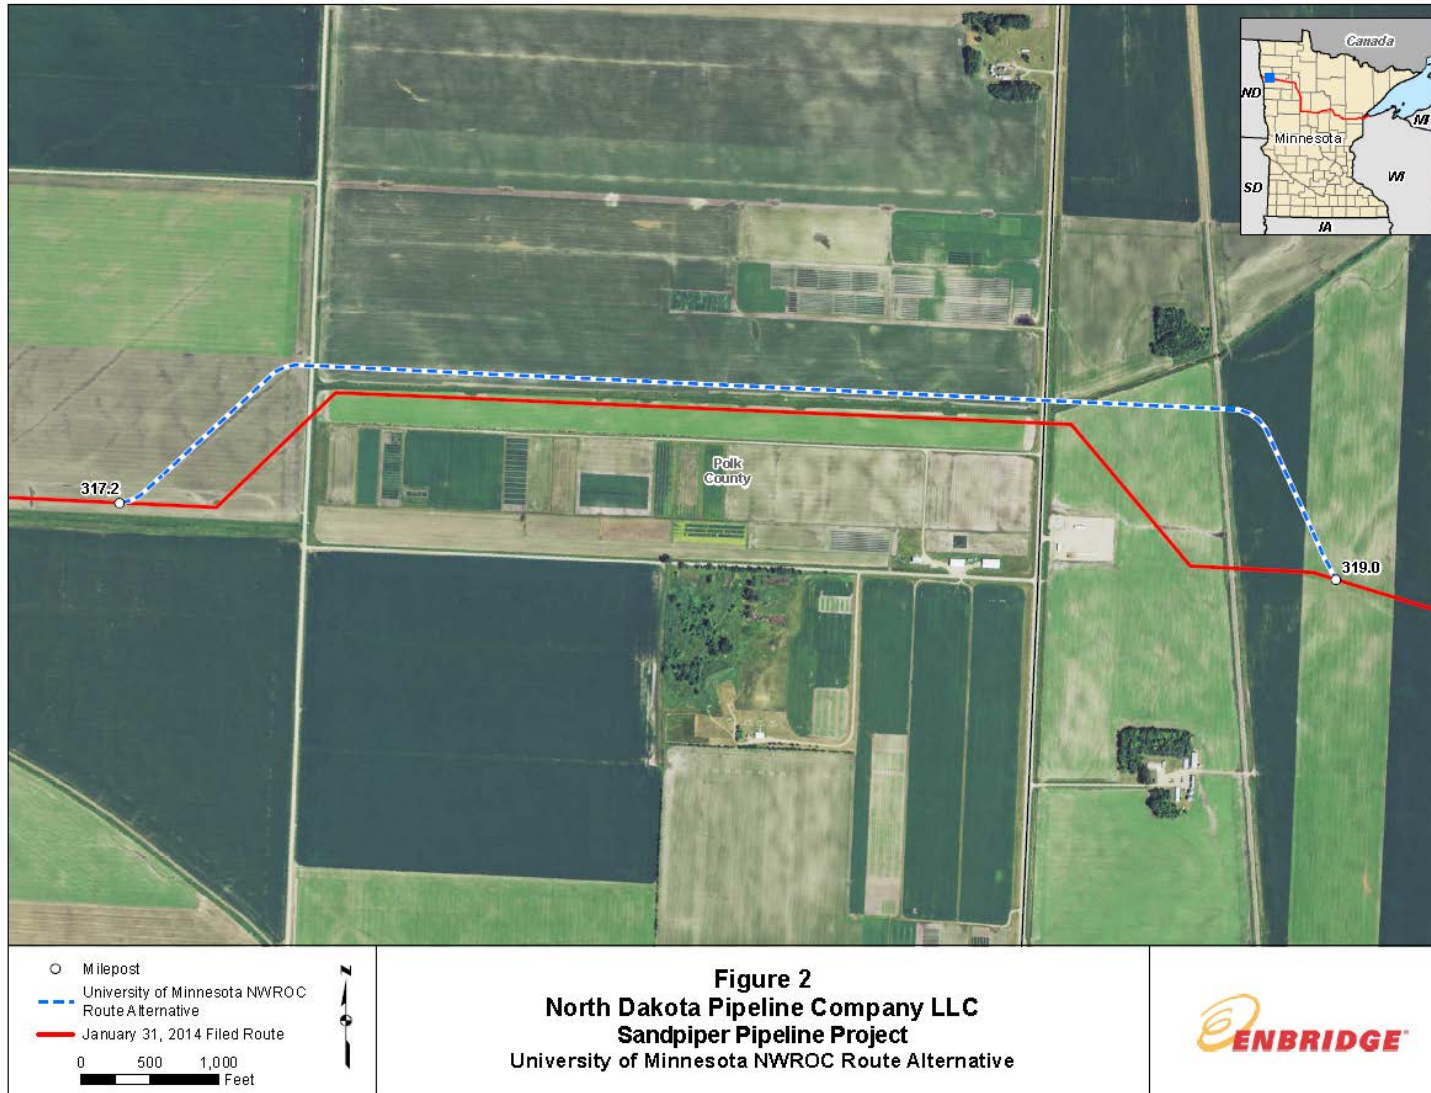 Canada
ND
MI
Minnesota
SD
WI
IA
317.2
Polk
County
319.0
Milepost
University of Minnesota NWROC
Route Alternative
January 31, 2014 Filed Route
0 500 1,000
Feet
N
Figure 2
North Dakota Pipeline Company LLC
Sandpiper Pipeline Project
University of Minnesota NWROC Route Alternative
ENBRIDGE